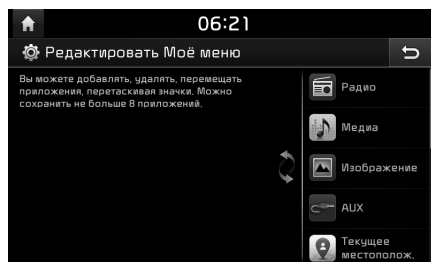 06:21
Редактировать Моё меню
Вы можете добавлять, удалять, перемещать
приложения, перетаскивая значки. Можно
сохранить не больше 8 приложений.
Радио
Медиа
Изображение
AUX
Текущее
местополож.